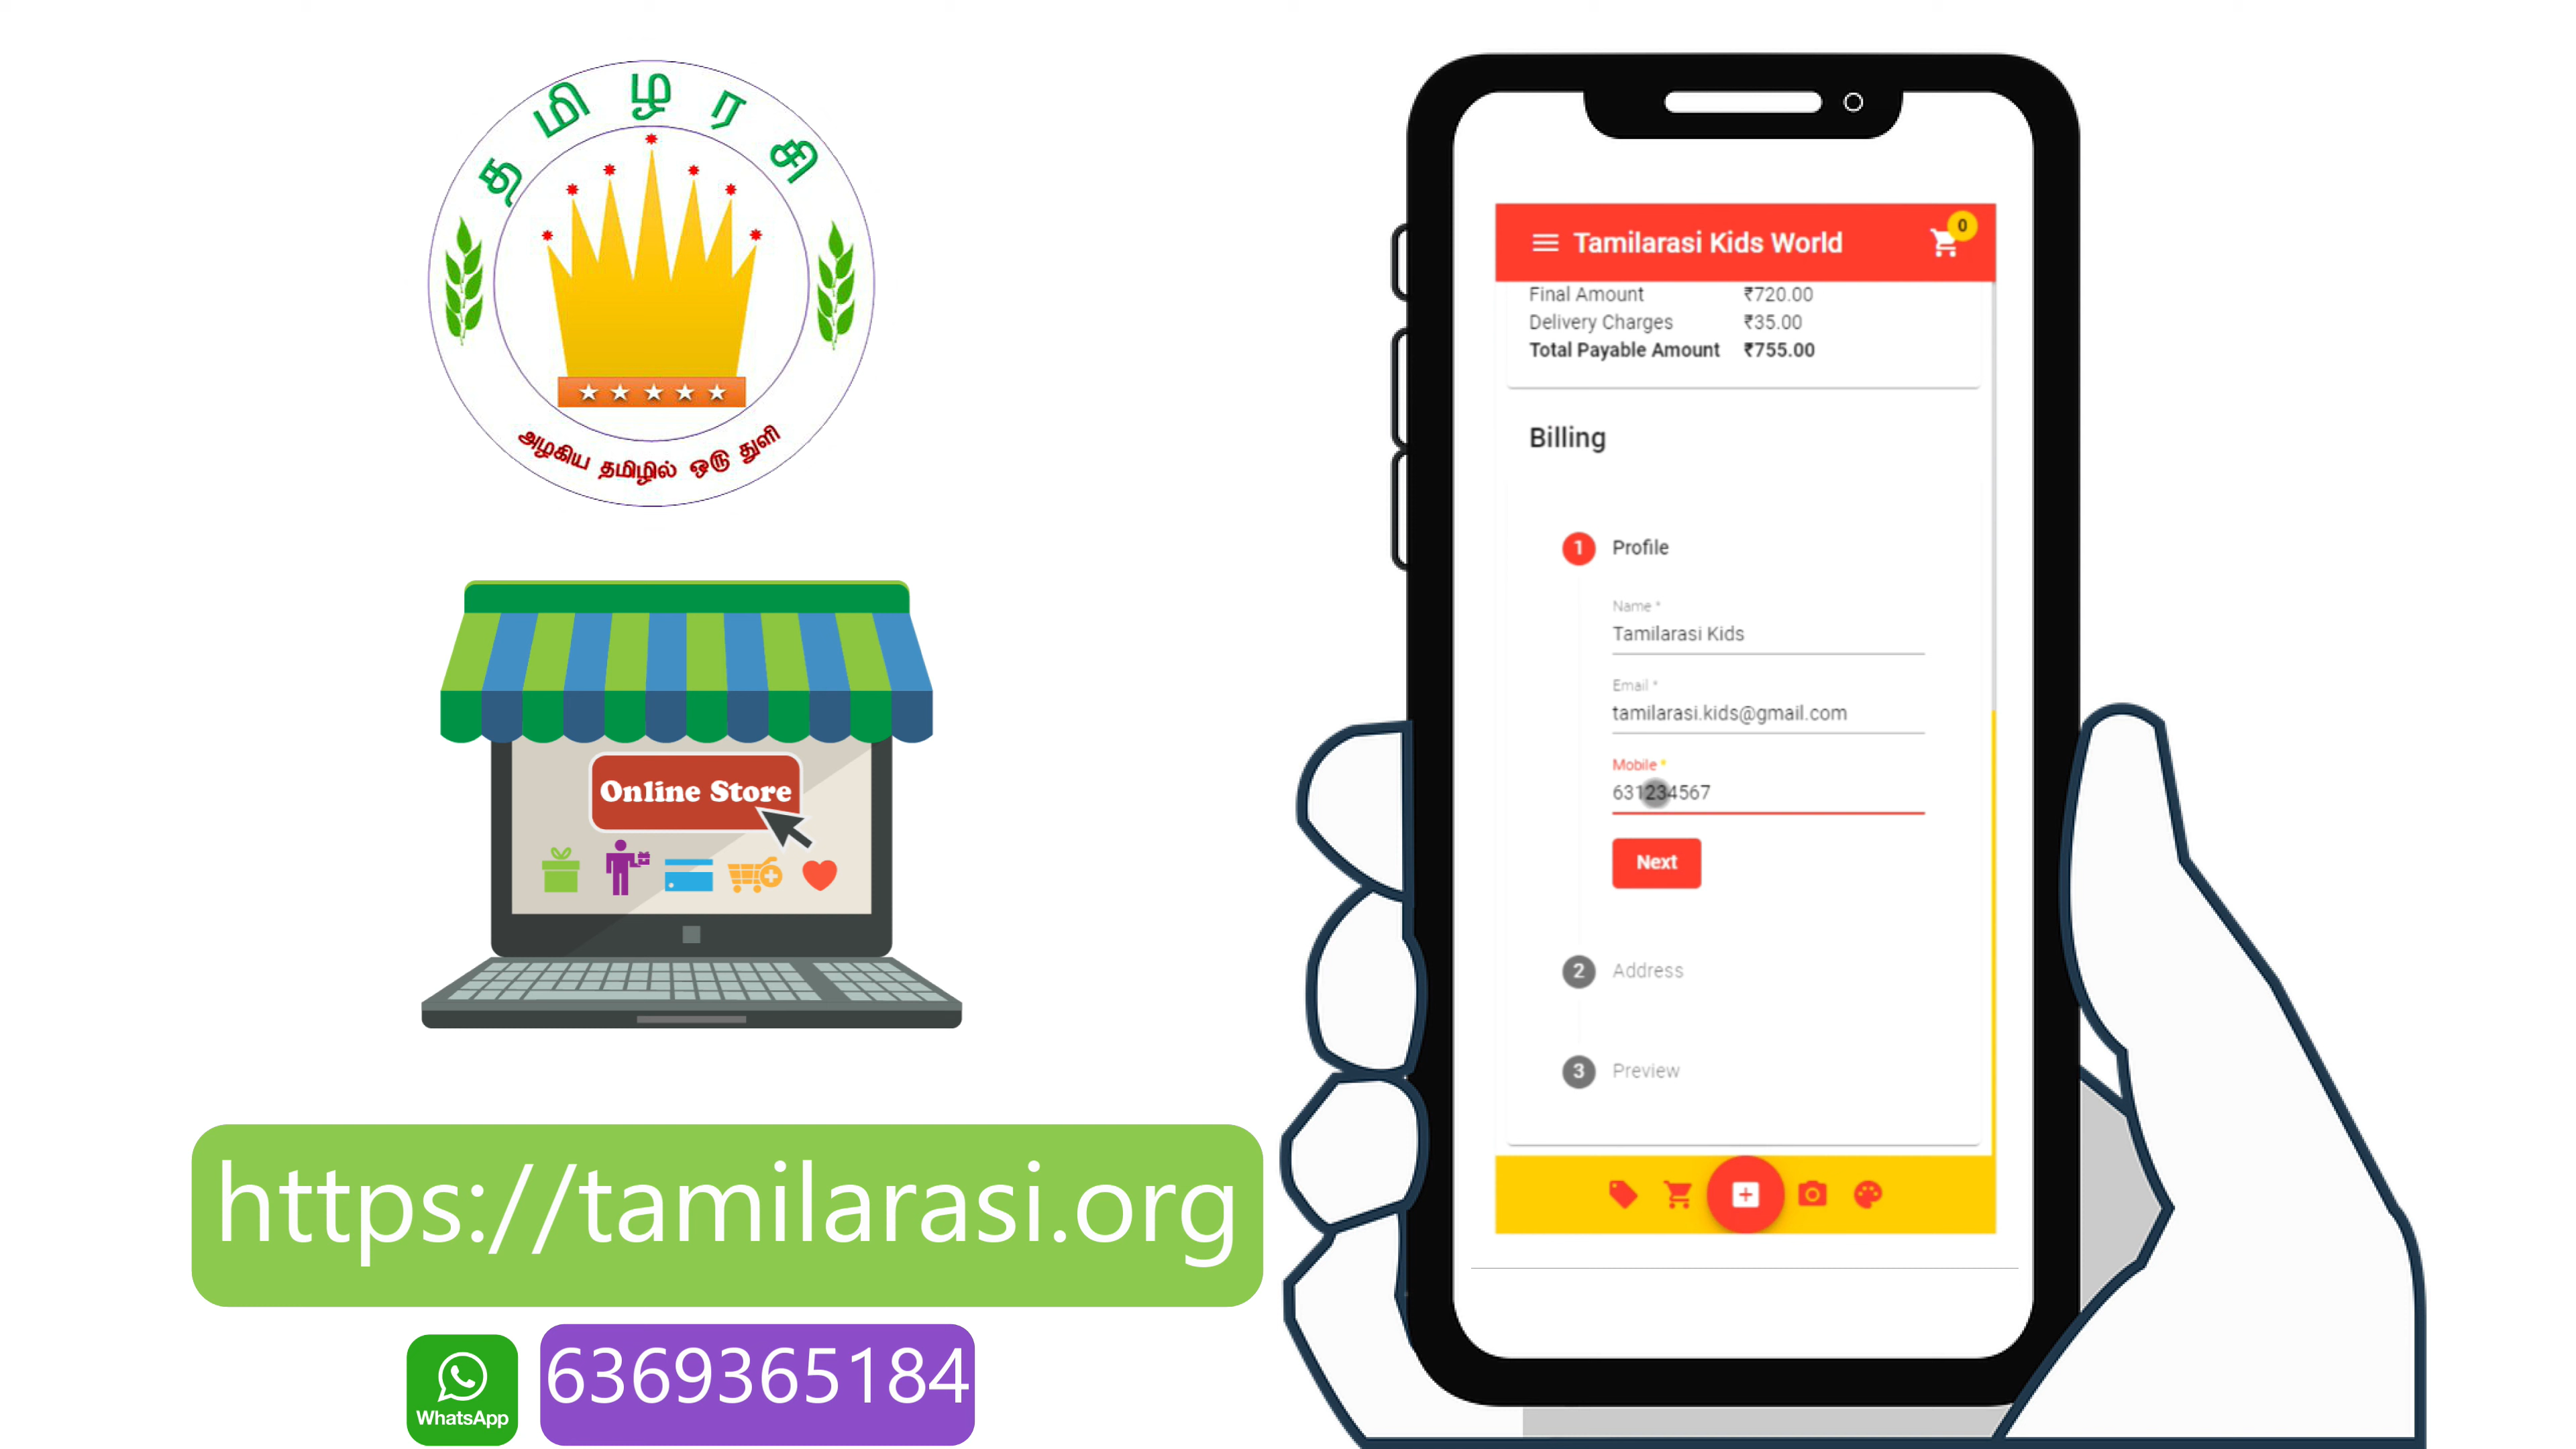 தமிழரசி
அழகிய தமிழில் ஒரு துளி
Online Store
https://tamilarasi.org
WhatsApp
6369365184
Tamilarasi Kids World
0
Final Amount ₹720.00
Delivery Charges ₹35.00
Total Payable Amount ₹755.00
Billing
1 Profile
Name *
Tamilarasi Kids
Email *
tamilarasi.kids@gmail.com
Mobile *
631234567
Next
2 Address
3 Preview